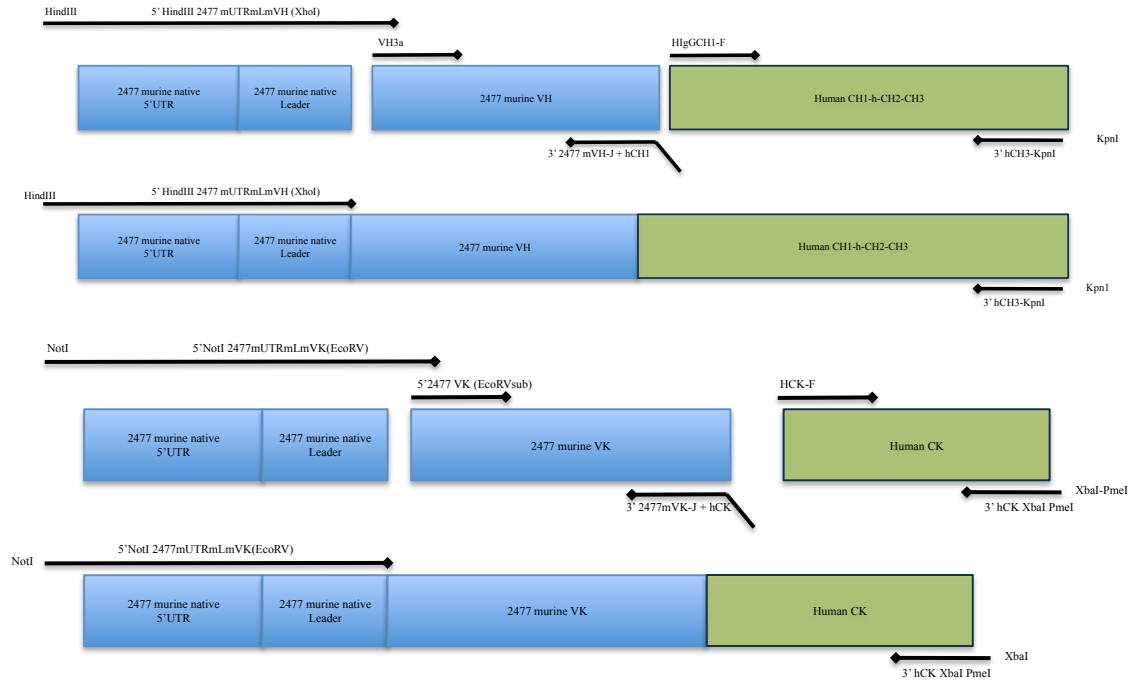 HindIII
5’ HindIII 2477 mUTRmLmVH (XhoI)
VH3a
HIgGCH1-F
2477 murine native
5’UTR
2477 murine native
Leader
2477 murine VH
Human CH1-h-CH2-CH3
3’ 2477 mVH-J + hCH1
3’ hCH3-KpnI
KpnI
HindIII
5’ HindIII 2477 mUTRmLmVH (XhoI)
2477 murine native
5’UTR
2477 murine native
Leader
2477 murine VH
Human CH1-h-CH2-CH3
3’ hCH3-KpnI
Kpn1
NotI
5’NotI 2477mUTRmLmVK(EcoRV)
5’2477 VK (EcoRVsub)
HCK-F
2477 murine native
5’UTR
2477 murine native
Leader
2477 murine VK
Human CK
3’ 2477mVK-J + hCK
3’ hCK XbaI PmeI
XbaI-PmeI
NotI
5’NotI 2477mUTRmLmVK(EcoRV)
2477 murine native
5’UTR
2477 murine native
Leader
2477 murine VK
Human CK
3’ hCK XbaI PmeI
XbaI